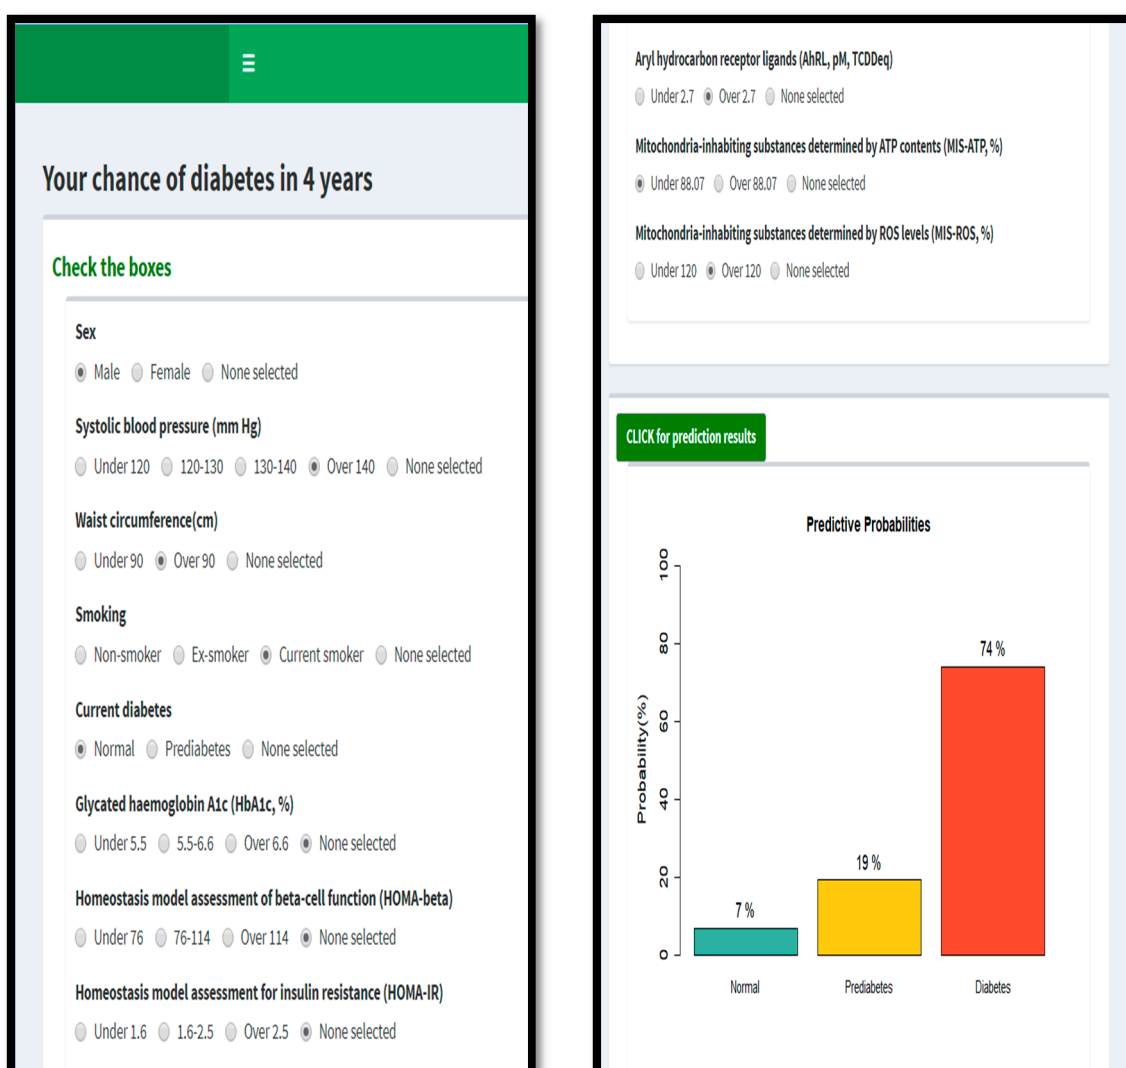 Your chance of diabetes in 4 years
Check the boxes
Sex
Male Female None selected
Systolic blood pressure (mm Hg)
Under 120 120-130 130-140 Over 140 None selected
Waist circumference(cm)
Under 90 Over 90 None selected
Smoking
Non-smoker Ex-smoker Current smoker None selected
Current diabetes
Normal Prediabetes None selected
Glycated haemoglobin A1c (HbA1c, %)
Under 5.5 5.5-6.6 Over 6.6 None selected
Homeostasis model assessment of beta-cell function (HOMA-beta)
Under 76 76-114 Over 114 None selected
Homeostasis model assessment for insulin resistance (HOMA-IR)
Under 1.6 1.6-2.5 Over 2.5 None selected
Aryl hydrocarbon receptor ligands (AhRL, pM, TCDDeq)
Under 2.7 Over 2.7 None selected
Mitochondria-inhabiting substances determined by ATP contents (MIS-ATP, %)
Under 88.07 Over 88.07 None selected
Mitochondria-inhabiting substances determined by ROS levels (MIS-ROS, %)
Under 120 Over 120 None selected
CLICK for prediction results
Predictive Probabilities
Probability(%)
100
80
60
40
20
0
7 %
19 %
74 %
Normal Prediabetes Diabetes